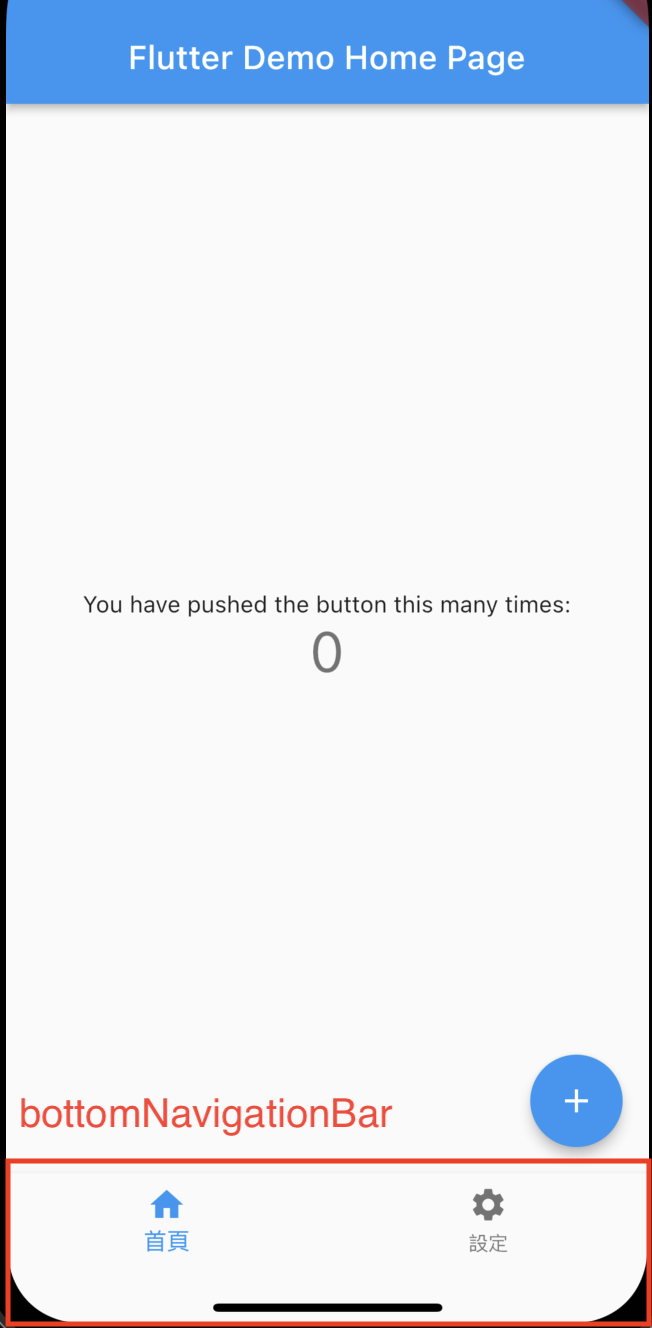 Flutter Demo Home Page
You have pushed the button this many times:
0
bottomNavigationBar
首頁
設定